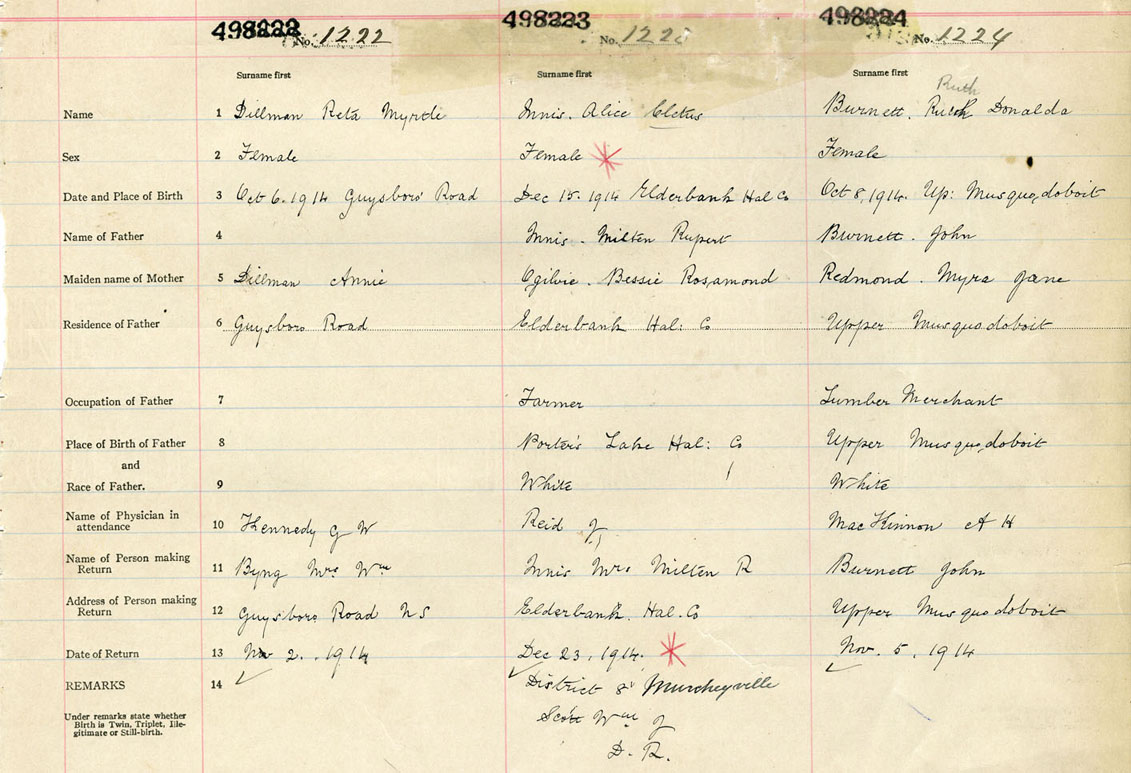 498222 498223 498224
No. 1222 No. 122 No. 1224
Surname first Surname first Surname first
Ruth
Name 1 Dillman Reta Myrtle Innis. Alice Cletus Burnett. Ruth Donalda
Sex 2 Female Female Female
Date and Place of Birth 3 Oct 6. 1914 Guysboro' Road Dec 15. 1914 Elderbank Hal Co Oct 8, 1914. Up: Musquodoboit
Name of Father 4 Innis. Milten Rupert Burnett. John
Maiden name of Mother 5 Dillman Annie Ogilvie. Bessie Rosamond Redmond. Myra Jane
Residence of Father 6 Guysboro Road Elderbank Hal: Co Upper Musquodoboit
Occupation of Father 7 Farmer Lumber Merchant
Place of Birth of Father 8 Porter's Lake Hal: Co Upper Musquodoboit
and
Race of Father. 9 White White
Name of Physician in
attendance 10 Kennedy G W Reid J, MacKinnon A H
Name of Person making
Return 11 Byng Mrs Wm Innis Mrs Milten R Burnett John
Address of Person making
Return 12 Guysboro Road N S Elderbank. Hal. Co Upper Musquodoboit
Date of Return 13 Nov 2., 1914 Dec 23, 1914. Nov. 5, 1914
REMARKS 14 District 8 Murcheyville
Under remarks state whether
Birth is Twin, Triplet, Ille-
gitimate or Still-birth.
Scott Wm J
D. R.